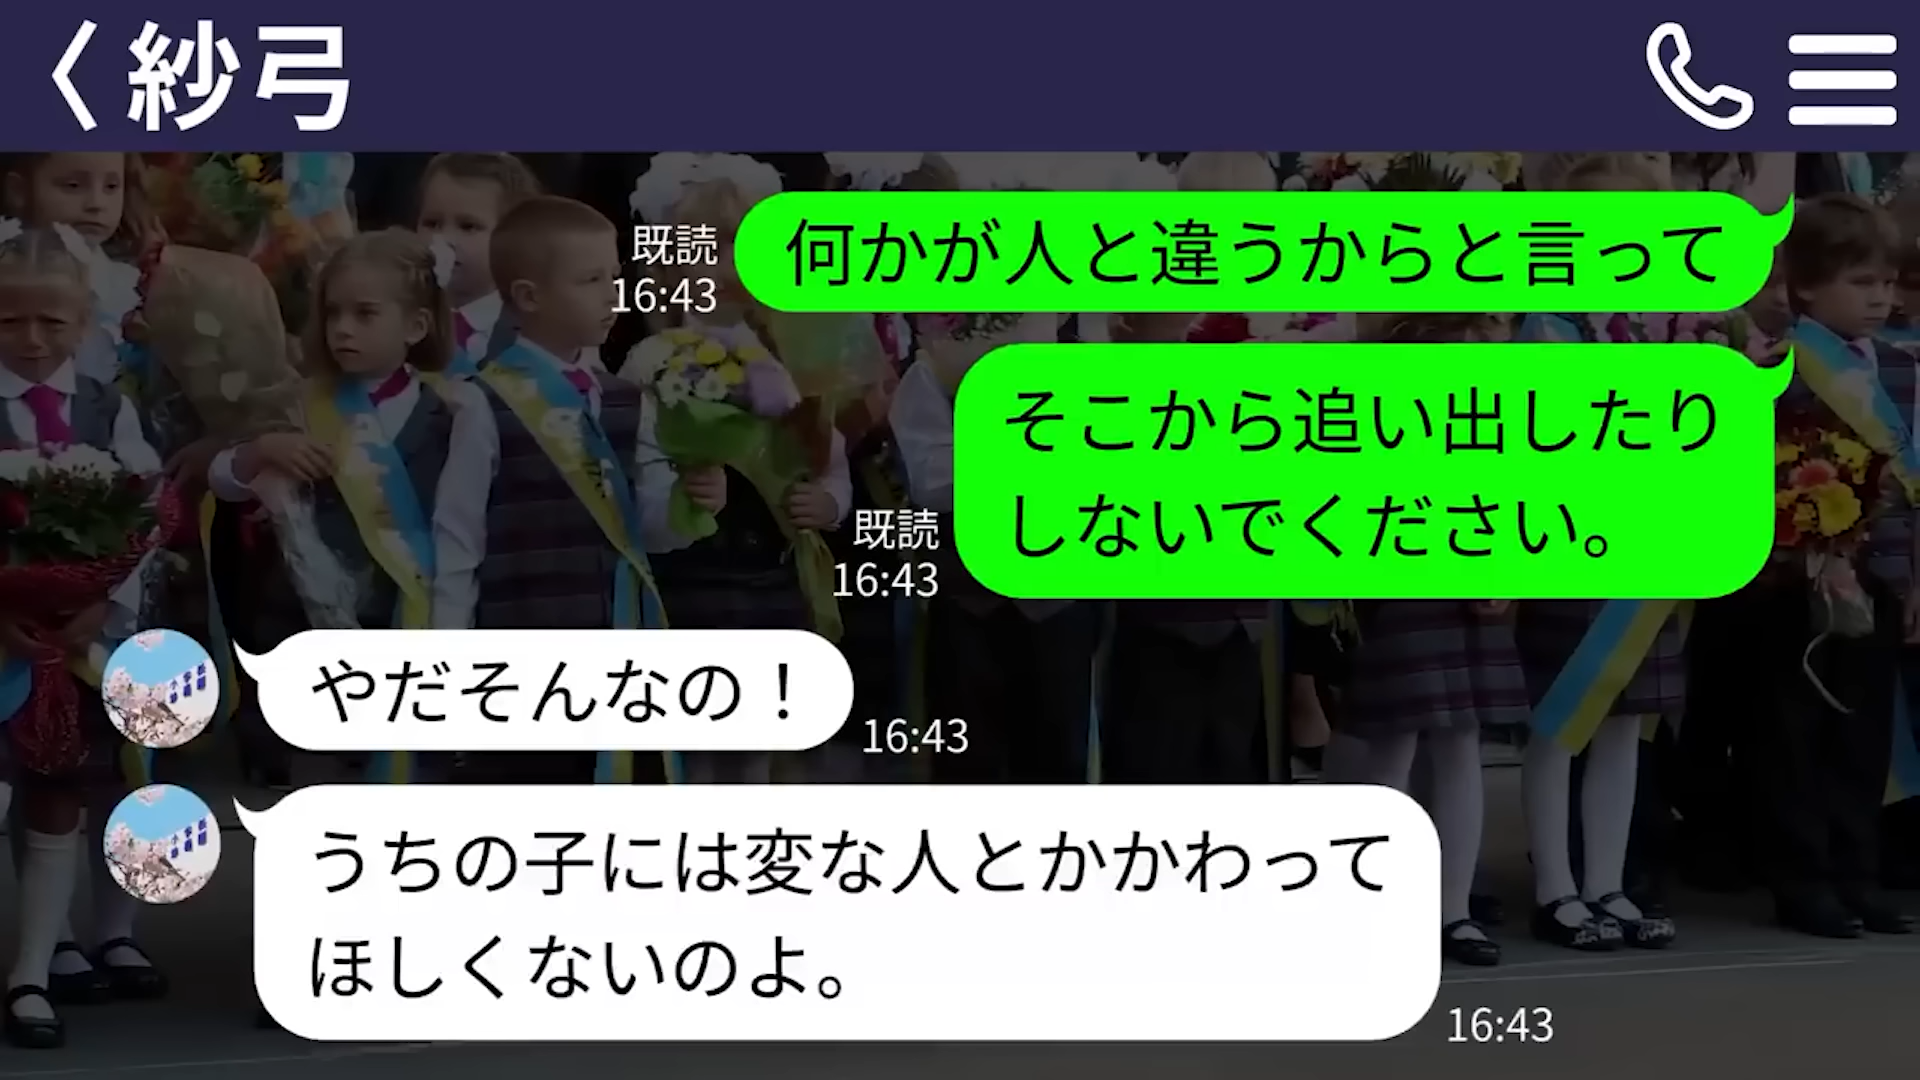 紗弓
何かが人と違うからと言って
既読
16:43
そこから追い出したり
しないでください。
既読
16:43
やだそんなの！
16:43
うちの子には変な人とかかわって
ほしくないのよ。
16:43